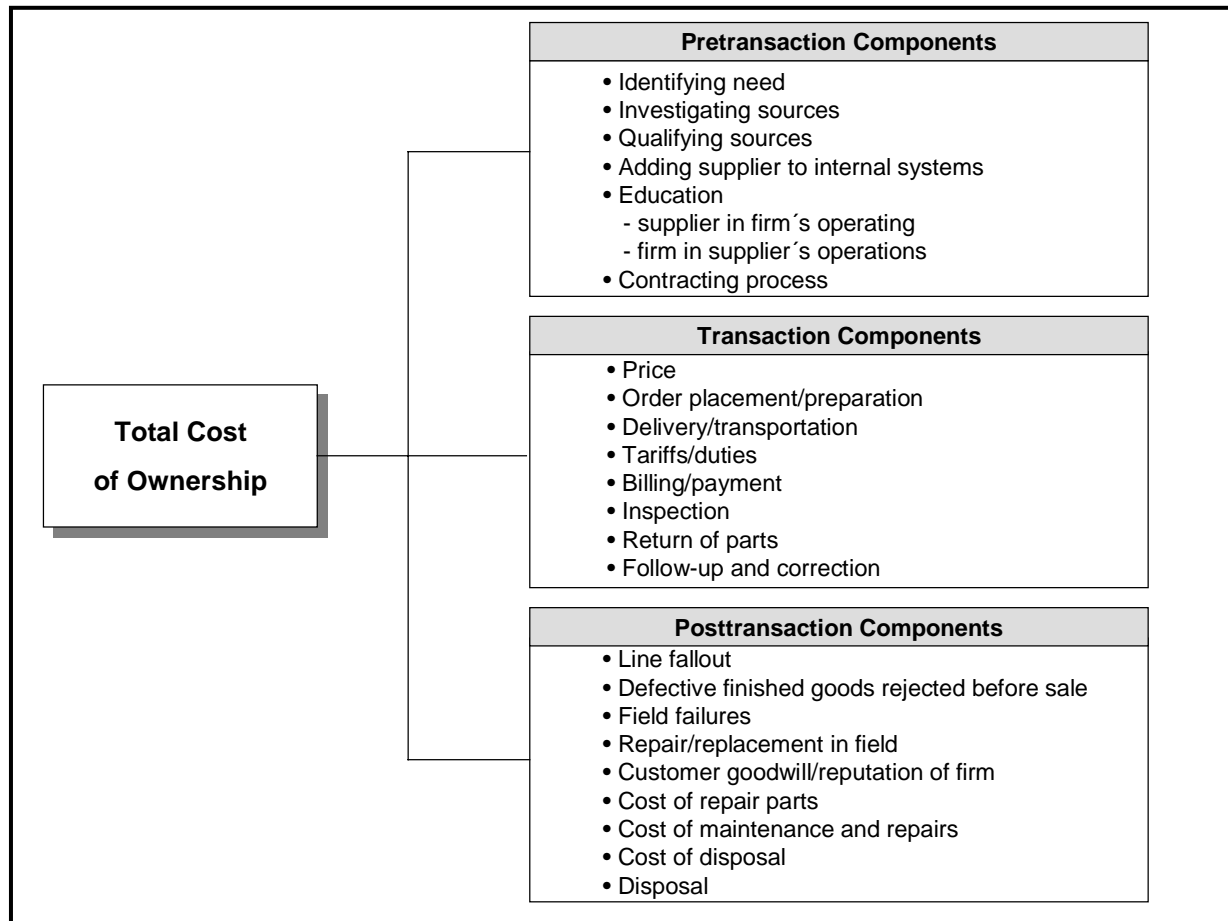 Pretransaction Components
• Identifying need
• Investigating sources
• Qualifying sources
• Adding supplier to internal systems
• Education
- supplier in firm´s operating
- firm in supplier´s operations
• Contracting process
Total Cost
of Ownership
Transaction Components
• Price
• Order placement/preparation
• Delivery/transportation
• Tariffs/duties
• Billing/payment
• Inspection
• Return of parts
• Follow-up and correction
Posttransaction Components
• Line fallout
• Defective finished goods rejected before sale
• Field failures
• Repair/replacement in field
• Customer goodwill/reputation of firm
• Cost of repair parts
• Cost of maintenance and repairs
• Cost of disposal
• Disposal